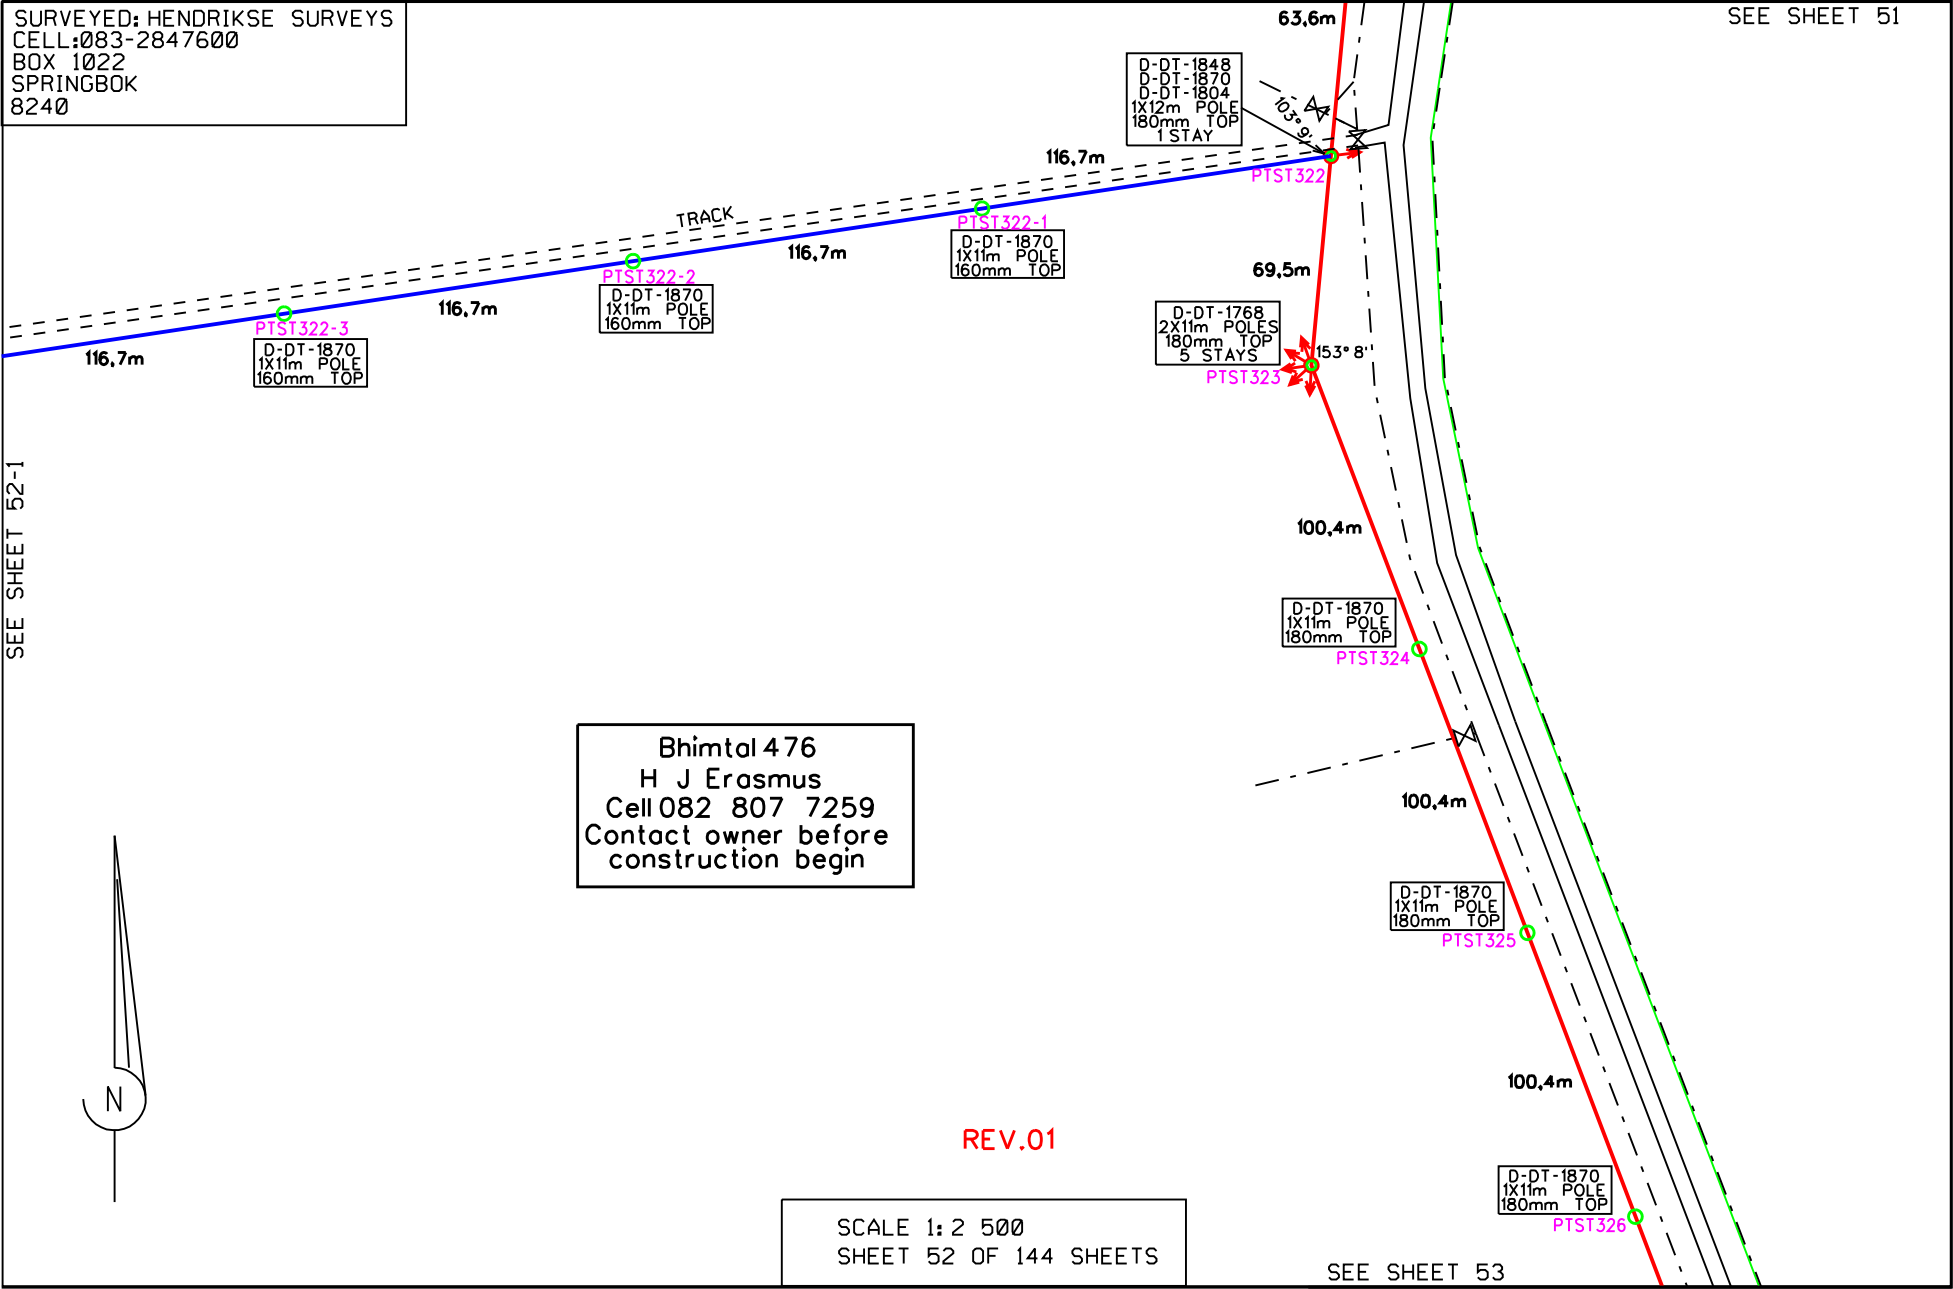 SURVEYED: HENDRIKSE SURVEYS
CELL:083-2847600
BOX 1022
SPRINGBOK
8240
63,6m
SEE SHEET 51
D-DT-1848
D-DT-1870
D-DT-1804
1X12m POLE
180mm TOP
1 STAY
103° 9'
116,7m
PTST322
TRACK
PTST322-1
D-DT-1870
1X11m POLE
160mm TOP
116,7m
69,5m
PTST322-2
D-DT-1870
1X11m POLE
160mm TOP
116,7m
D-DT-1768
2X11m POLES
180mm TOP
5 STAYS
153° 8'
PTST323
PTST322-3
D-DT-1870
1X11m POLE
160mm TOP
116,7m
SEE SHEET 52-1
100,4m
D-DT-1870
1X11m POLE
180mm TOP
PTST324
Bhimtal 476
H J Erasmus
Cell 082 807 7259
Contact owner before
construction begin
100,4m
D-DT-1870
1X11m POLE
180mm TOP
PTST325
100,4m
N
REV.01
D-DT-1870
1X11m POLE
180mm TOP
PTST326
SCALE 1: 2 500
SHEET 52 OF 144 SHEETS
SEE SHEET 53